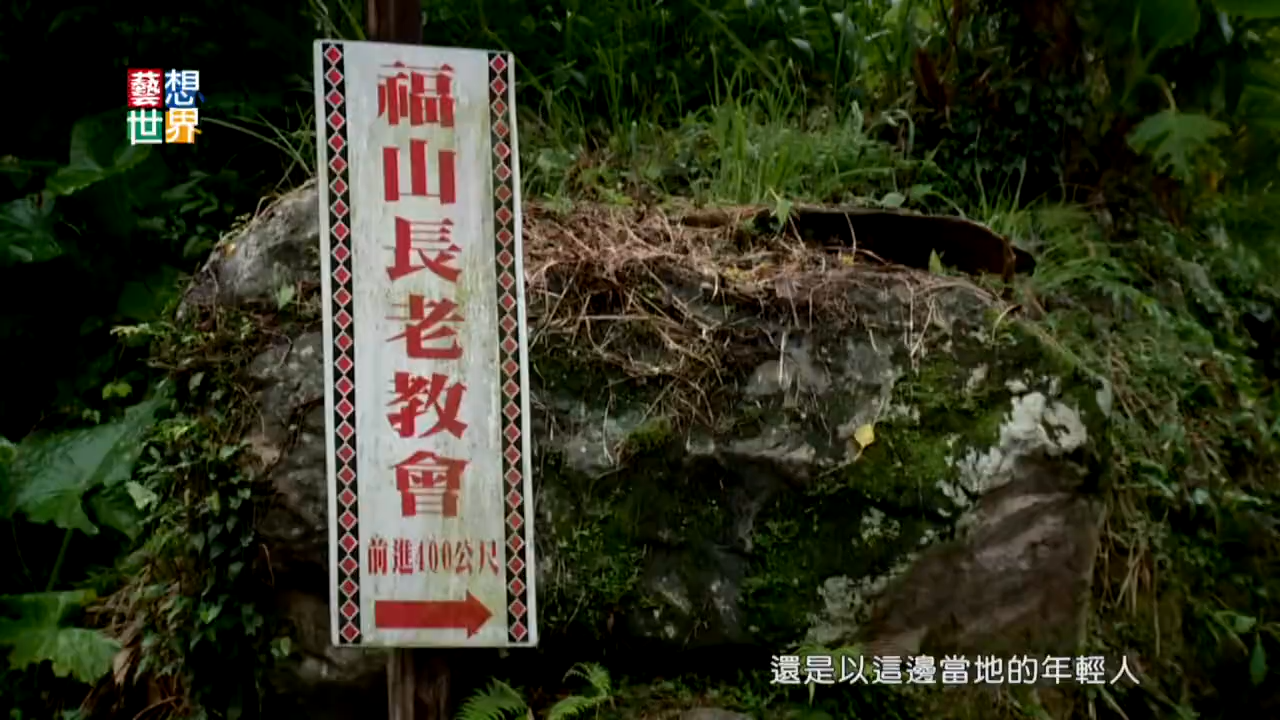 藝想
世界
福山長老教會
前進400公尺
還是以這邊當地的年輕人